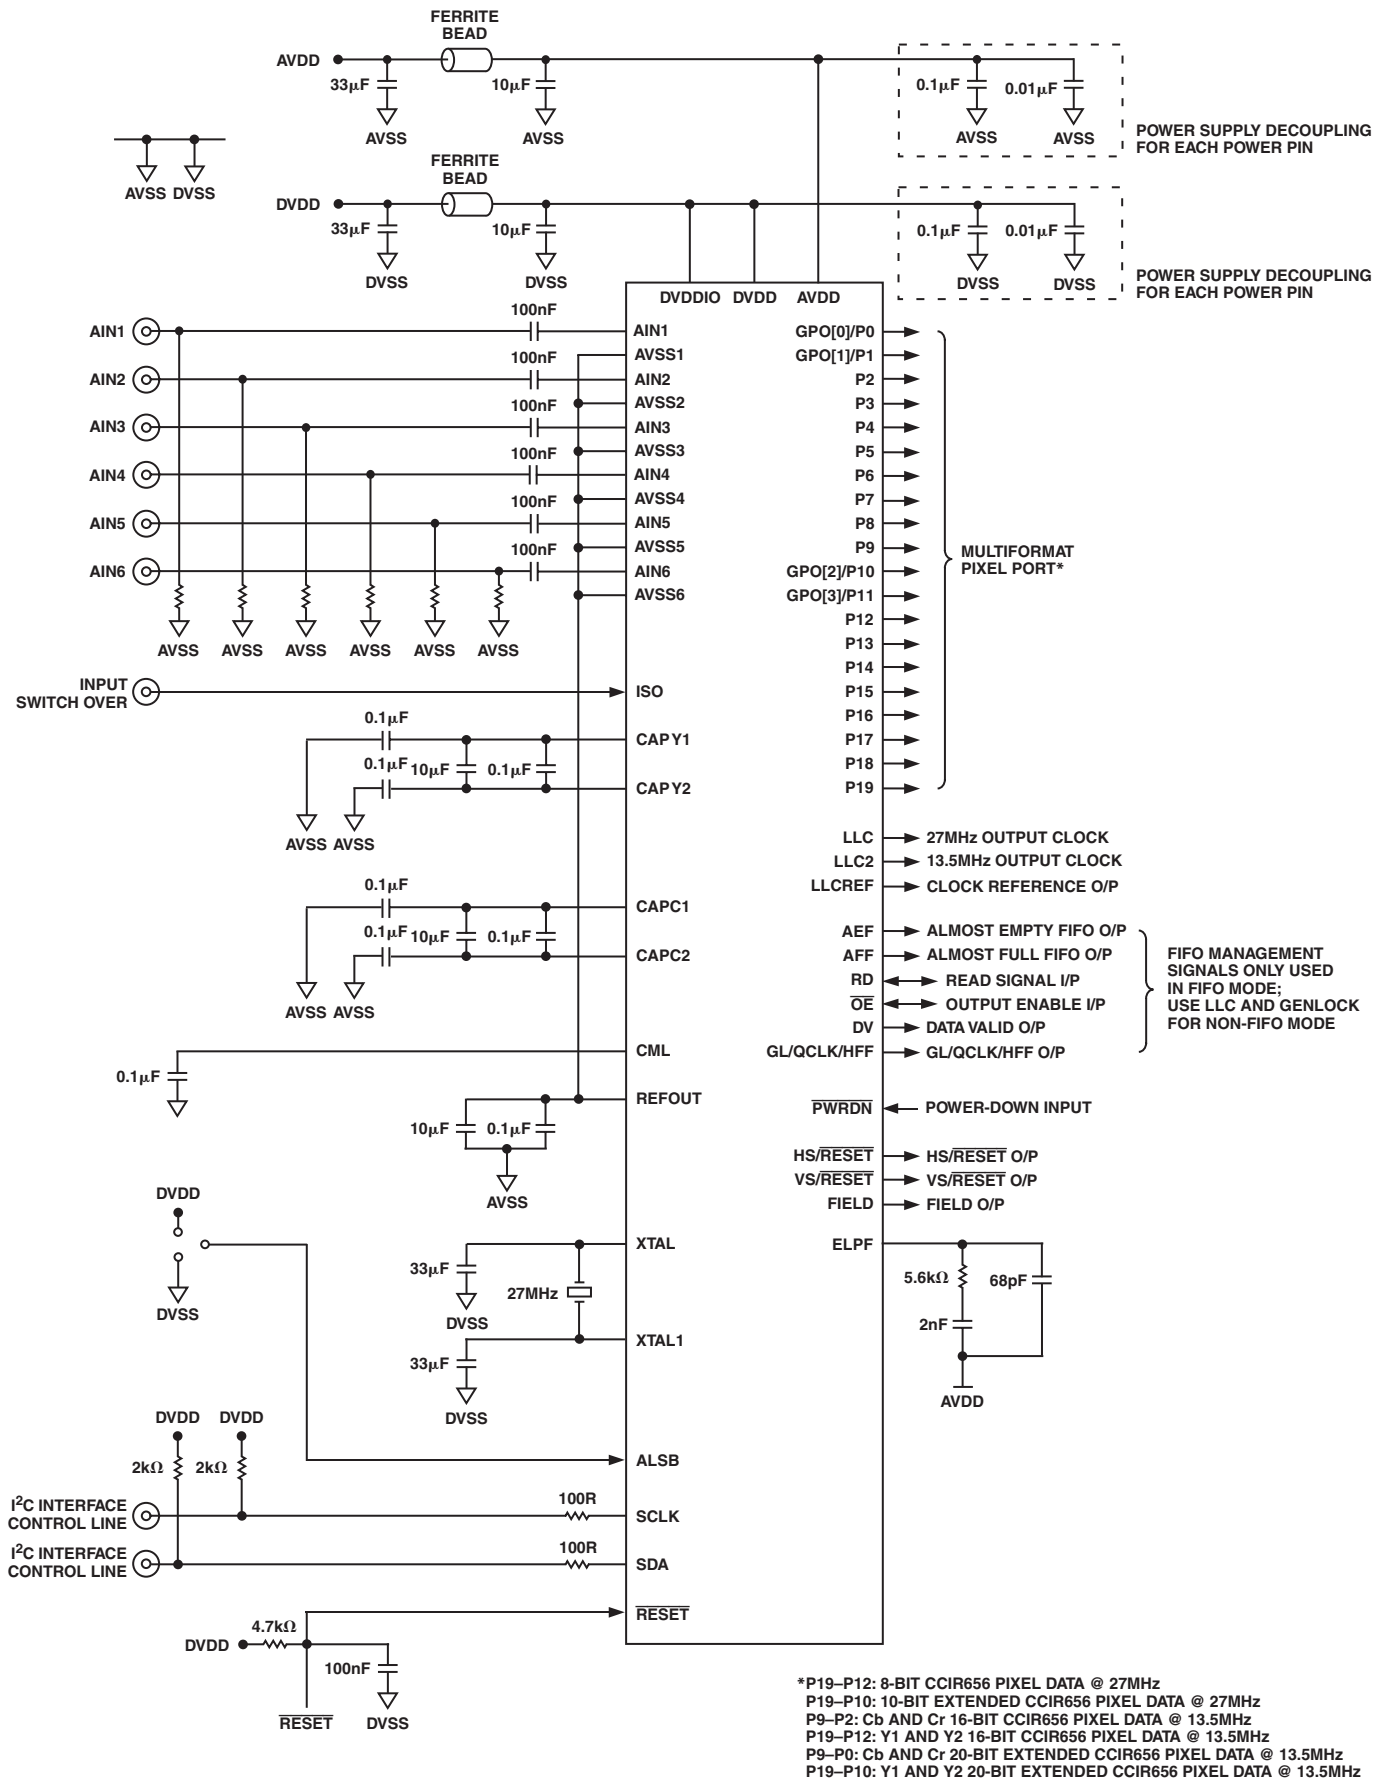 FERRITE
BEAD
AVDD
33µF
10µF
AVSS
AVSS
0.1µF
0.01µF
AVSS
AVSS
POWER SUPPLY DECOUPLING
FOR EACH POWER PIN
AVSS DVSS
FERRITE
BEAD
DVDD
33µF
10µF
DVSS
DVSS
0.1µF
0.01µF
DVSS
DVSS
POWER SUPPLY DECOUPLING
FOR EACH POWER PIN
DVDDIO DVDD AVDD
AIN1
100nF
AIN1
AVSS1
AIN2
100nF
AIN2
AVSS2
AIN3
100nF
AIN3
AVSS3
AIN4
100nF
AIN4
AVSS4
AIN5
100nF
AIN5
AVSS5
AIN6
100nF
AIN6
AVSS6
AVSS AVSS AVSS AVSS AVSS AVSS
INPUT
SWITCH OVER
ISO
0.1µF
CAPY1
0.1µF 10µF 0.1µF
CAPY2
AVSS AVSS
0.1µF
CAPC1
0.1µF 10µF 0.1µF
CAPC2
AVSS AVSS
CML
0.1µF
REFOUT
10µF 0.1µF
AVSS
DVDD
DVSS
XTAL
33µF
DVSS
27MHz
XTAL1
33µF
DVSS
DVDD DVDD
2kΩ 2kΩ
ALSB
I2C INTERFACE
CONTROL LINE
100R
SCLK
I2C INTERFACE
CONTROL LINE
100R
SDA
RESET
4.7kΩ
DVDD
100nF
RESET
DVSS
GPO[0]/P0
GPO[1]/P1
P2
P3
P4
P5
P6
P7
P8
P9
GPO[2]/P10
GPO[3]/P11
P12
P13
P14
P15
P16
P17
P18
P19
MULTIFORMAT
PIXEL PORT*
LLC 27MHz OUTPUT CLOCK
LLC2 13.5MHz OUTPUT CLOCK
LLCREF CLOCK REFERENCE O/P
AEF ALMOST EMPTY FIFO O/P
AFF ALMOST FULL FIFO O/P
RD READ SIGNAL I/P
OE OUTPUT ENABLE I/P
DV DATA VALID O/P
GL/QCLK/HFF GL/QCLK/HFF O/P
FIFO MANAGEMENT
SIGNALS ONLY USED
IN FIFO MODE;
USE LLC AND GENLOCK
FOR NON-FIFO MODE
PWRDN POWER-DOWN INPUT
HS/RESET HS/RESET O/P
VS/RESET VS/RESET O/P
FIELD FIELD O/P
ELPF
5.6kΩ
68pF
2nF
AVDD
*P19–P12: 8-BIT CCIR656 PIXEL DATA @ 27MHz
P19–P10: 10-BIT EXTENDED CCIR656 PIXEL DATA @ 27MHz
P9–P2: Cb AND Cr 16-BIT CCIR656 PIXEL DATA @ 13.5MHz
P19–P12: Y1 AND Y2 16-BIT CCIR656 PIXEL DATA @ 13.5MHz
P9–P0: Cb AND Cr 20-BIT EXTENDED CCIR656 PIXEL DATA @ 13.5MHz
P19–P10: Y1 AND Y2 20-BIT EXTENDED CCIR656 PIXEL DATA @ 13.5MHz